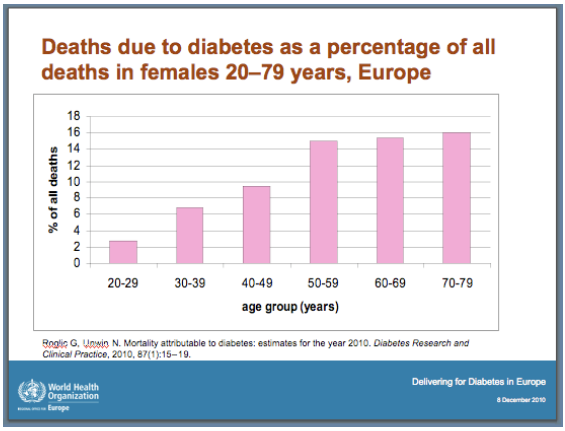 Deaths due to diabetes as a percentage of all
deaths in females 20–79 years, Europe
18
16
14
12
10
8
6
4
2
0
% of all deaths
20-29 30-39 40-49 50-59 60-69 70-79
age group (years)
Roglic G, Unwin N. Mortality attributable to diabetes: estimates for the year 2010. Diabetes Research and
Clinical Practice, 2010, 87(1):15–19.
World Health
Organization
REGIONAL OFFICE FOR Europe
Delivering for Diabetes in Europe
8 December 2010